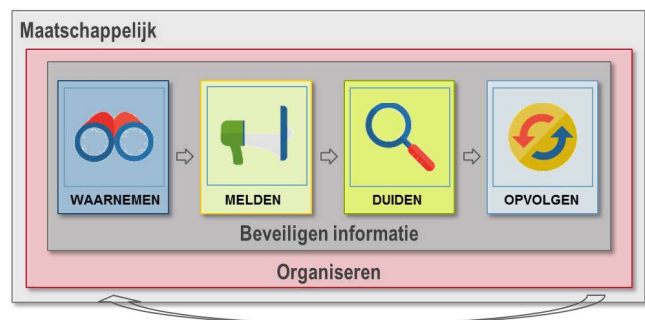 Maatschappelijk
WAARNEMEN
MELDEN
DUIDEN
OPVOLGEN
Beveiligen informatie
Organiseren